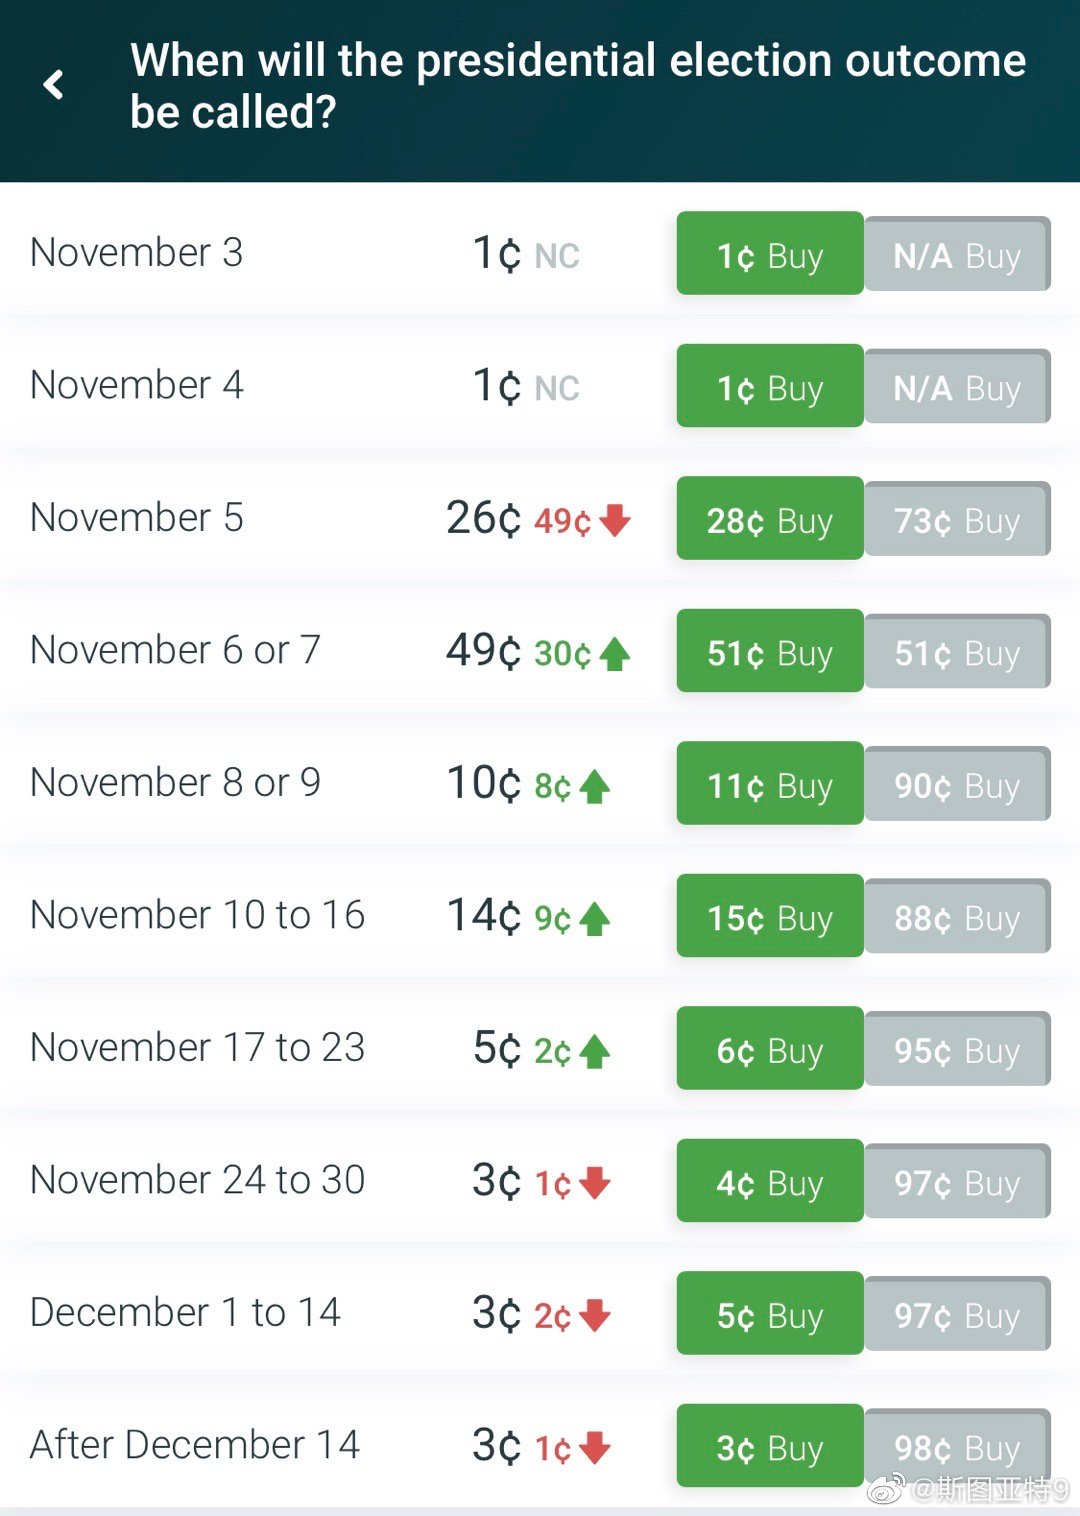 When will the presidential election outcome
be called?
November 3 1¢ NC 1¢ Buy N/A Buy
November 4 1¢ NC 1¢ Buy N/A Buy
November 5 26¢ 49¢ 28¢ Buy 73¢ Buy
November 6 or 7 49¢ 30¢ 51¢ Buy 51¢ Buy
November 8 or 9 10¢ 8¢ 11¢ Buy 90¢ Buy
November 10 to 16 14¢ 9¢ 15¢ Buy 88¢ Buy
November 17 to 23 5¢ 2¢ 6¢ Buy 95¢ Buy
November 24 to 30 3¢ 1¢ 4¢ Buy 97¢ Buy
December 1 to 14 3¢ 2¢ 5¢ Buy 97¢ Buy
After December 14 3¢ 1¢ 3¢ Buy 98¢ Buy
@斯图亚特9